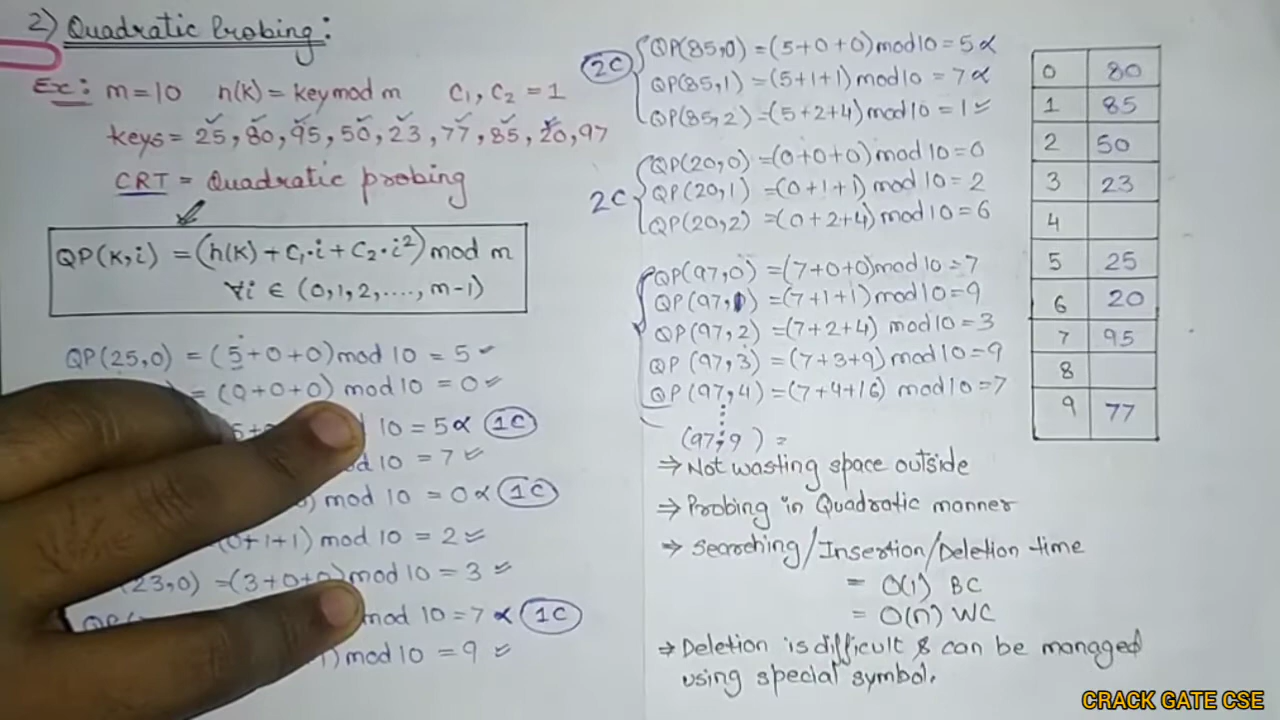 2) Quadratic Probing:
Ex: m=10 h(k) = key mod m C₁, C₂ = 1
keys = 25, 80, 95, 50, 23, 77, 85, 20, 97
CRT = Quadratic probing
QP(K,i) = (h(K) + C₁·i + C₂·i²) mod m
∀i ∈ (0,1,2,...., m-1)
QP(25,0) = (5+0+0) mod 10 = 5 ✓
= (0+0+0) mod 10 = 0 ✓
10 = 5 x 1C
10 = 7 ✓
mod 10 = 0 x 1C
(0+1+1) mod 10 = 2 ✓
(23,0) = (3+0+0) mod 10 = 3 ✓
mod 10 = 7 x 1C
) mod 10 = 9 ✓
2C
QP(85,0) = (5+0+0) mod 10 = 5 x
QP(85,1) = (5+1+1) mod 10 = 7 x
QP(85,2) = (5+2+4) mod 10 = 1 ✓
2C
QP(20,0) = (0+0+0) mod 10 = 0
QP(20,1) = (0+1+1) mod 10 = 2
QP(20,2) = (0+2+4) mod 10 = 6
QP(97,0) = (7+0+0) mod 10 = 7
QP(97, ) = (7+1+1) mod 10 = 9
QP(97,2) = (7+2+4) mod 10 = 3
QP(97,3) = (7+3+9) mod 10 = 9
QP(97,4) = (7+4+16) mod 10 = 7
(97,9) =
⇒ Not wasting space outside
⇒ Probing in Quadratic manner
⇒ Searching/Insertion/Deletion time
= O(1) BC
= O(n) WC
⇒ Deletion is difficult & can be managed
using special symbol.
0 80
1 85
2 50
3 23
4
5 25
6 20
7 95
8
9 77
CRACK GATE CSE